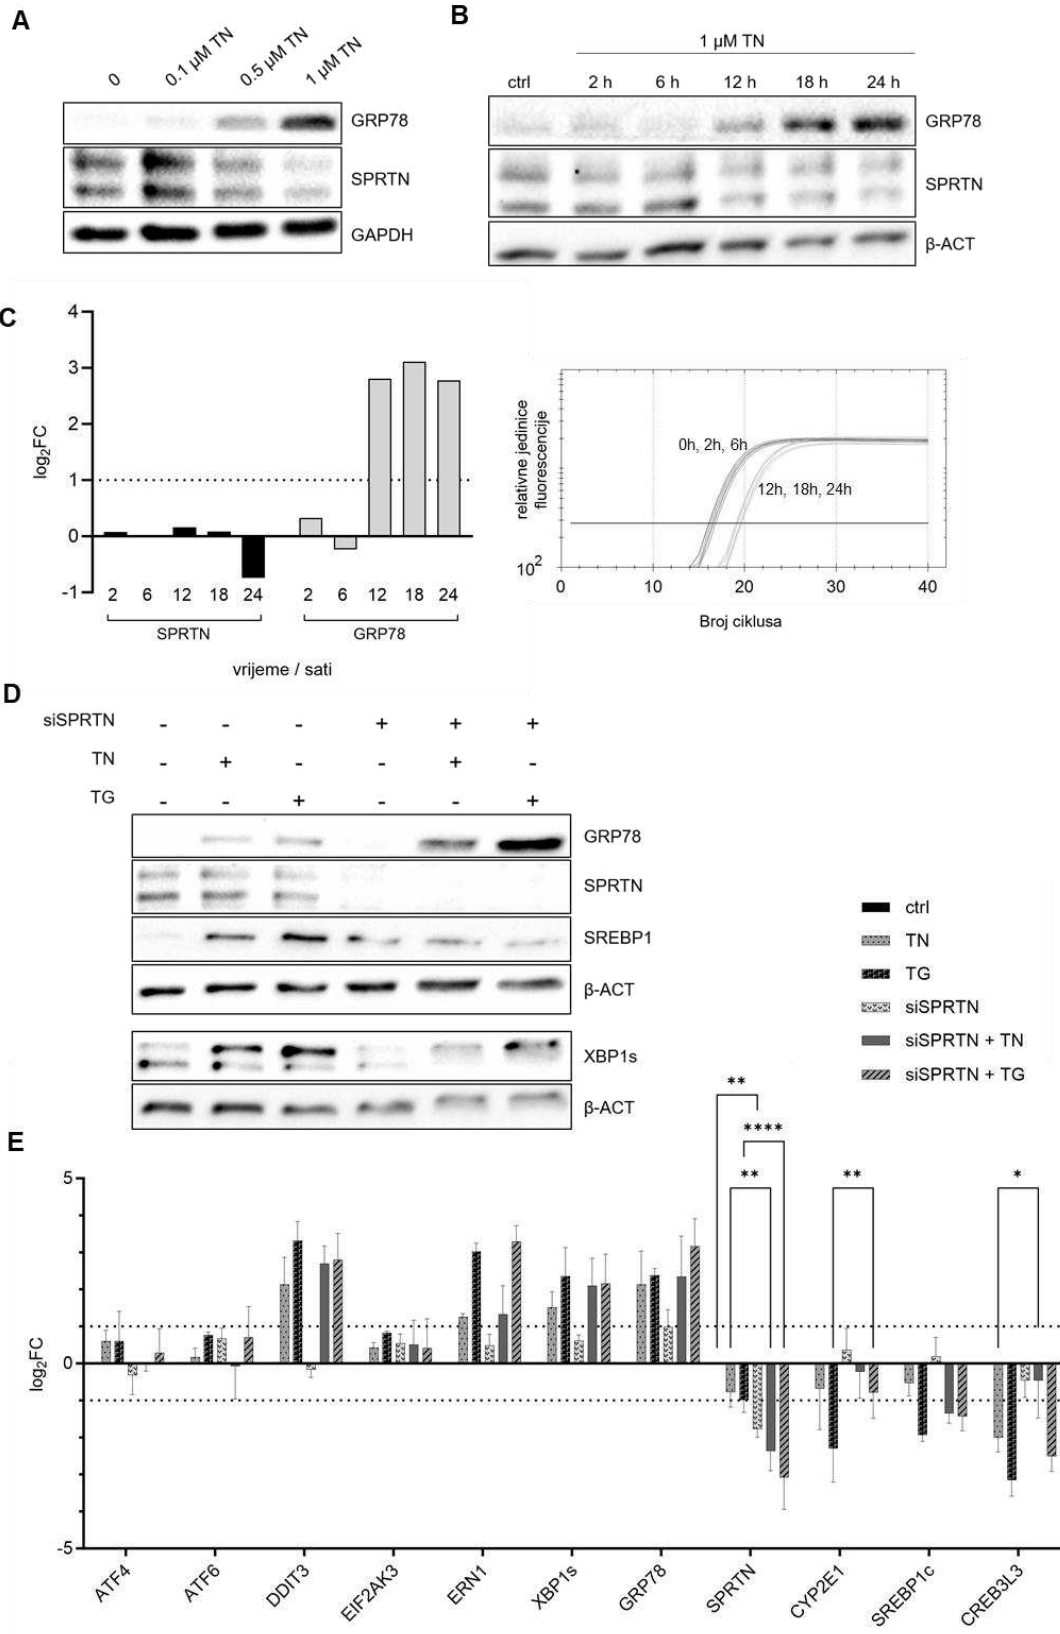 A
0
0.1 µM TN
0.5 µM TN
1 µM TN
GRP78
SPRTN
GAPDH
B
1 µM TN
ctrl 2 h 6 h 12 h 18 h 24 h
GRP78
SPRTN
β-ACT
C
log₂FC
4
3
2
1
0
-1
2 6 12 18 24 2 6 12 18 24
SPRTN GRP78
vrijeme / sati
relativne jedinice
fluorescencije
0h, 2h, 6h
12h, 18h, 24h
10²
0 10 20 30 40
Broj ciklusa
D
siSPRTN - - - + + +
TN - + - - + -
TG - - + - - +
GRP78
SPRTN
SREBP1
β-ACT
XBP1s
β-ACT
ctrl
TN
TG
siSPRTN
siSPRTN + TN
siSPRTN + TG
E
log₂FC
5
0
-5
**
****
**
**
*
ATF4
ATF6
DDIT3
EIF2AK3
ERN1
XBP1s
GRP78
SPRTN
CYP2E1
SREBP1c
CREB3L3